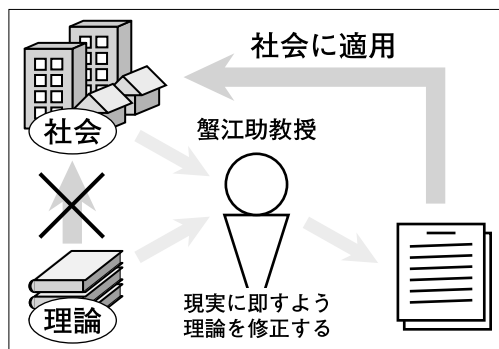 社会に適用
社会
蟹江助教授
理論
現実に即すよう
理論を修正する